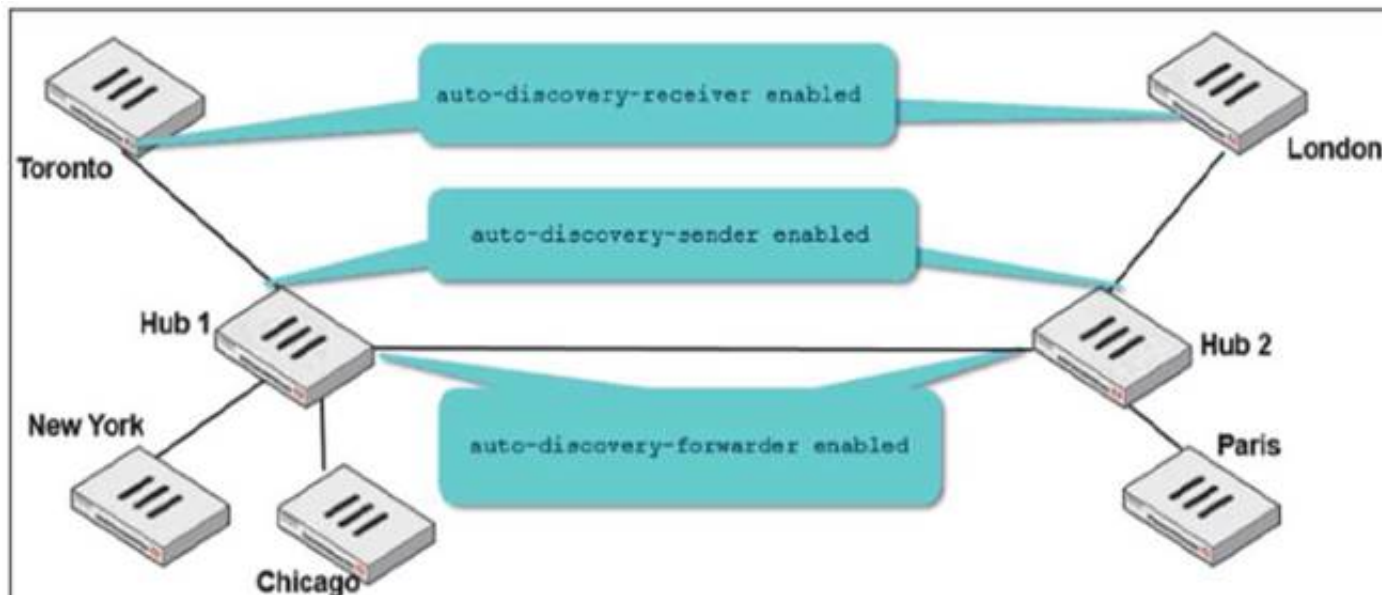 auto-discovery-receiver enabled
Toronto
London
auto-discovery-sender enabled
Hub 1
Hub 2
New York
auto-discovery-forwarder enabled
Paris
Chicago